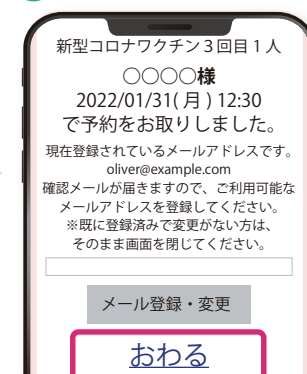 新型コロナワクチン３回目１人
○○○○様
2022/01/31(月) 12:30
で予約をお取りしました。
現在登録されているメールアドレスです。
oliver@example.com
確認メールが届きますので、ご利用可能な
メールアドレスを登録してください。
※既に登録済みで変更がない方は、
そのまま画面を閉じてください。
メール登録・変更
おわる